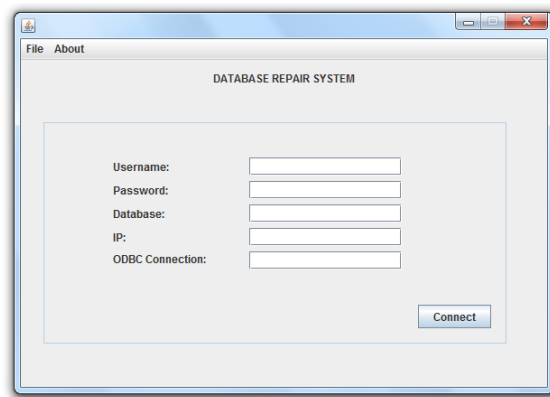 File About
DATABASE REPAIR SYSTEM
Username:
Password:
Database:
IP:
ODBC Connection:
Connect